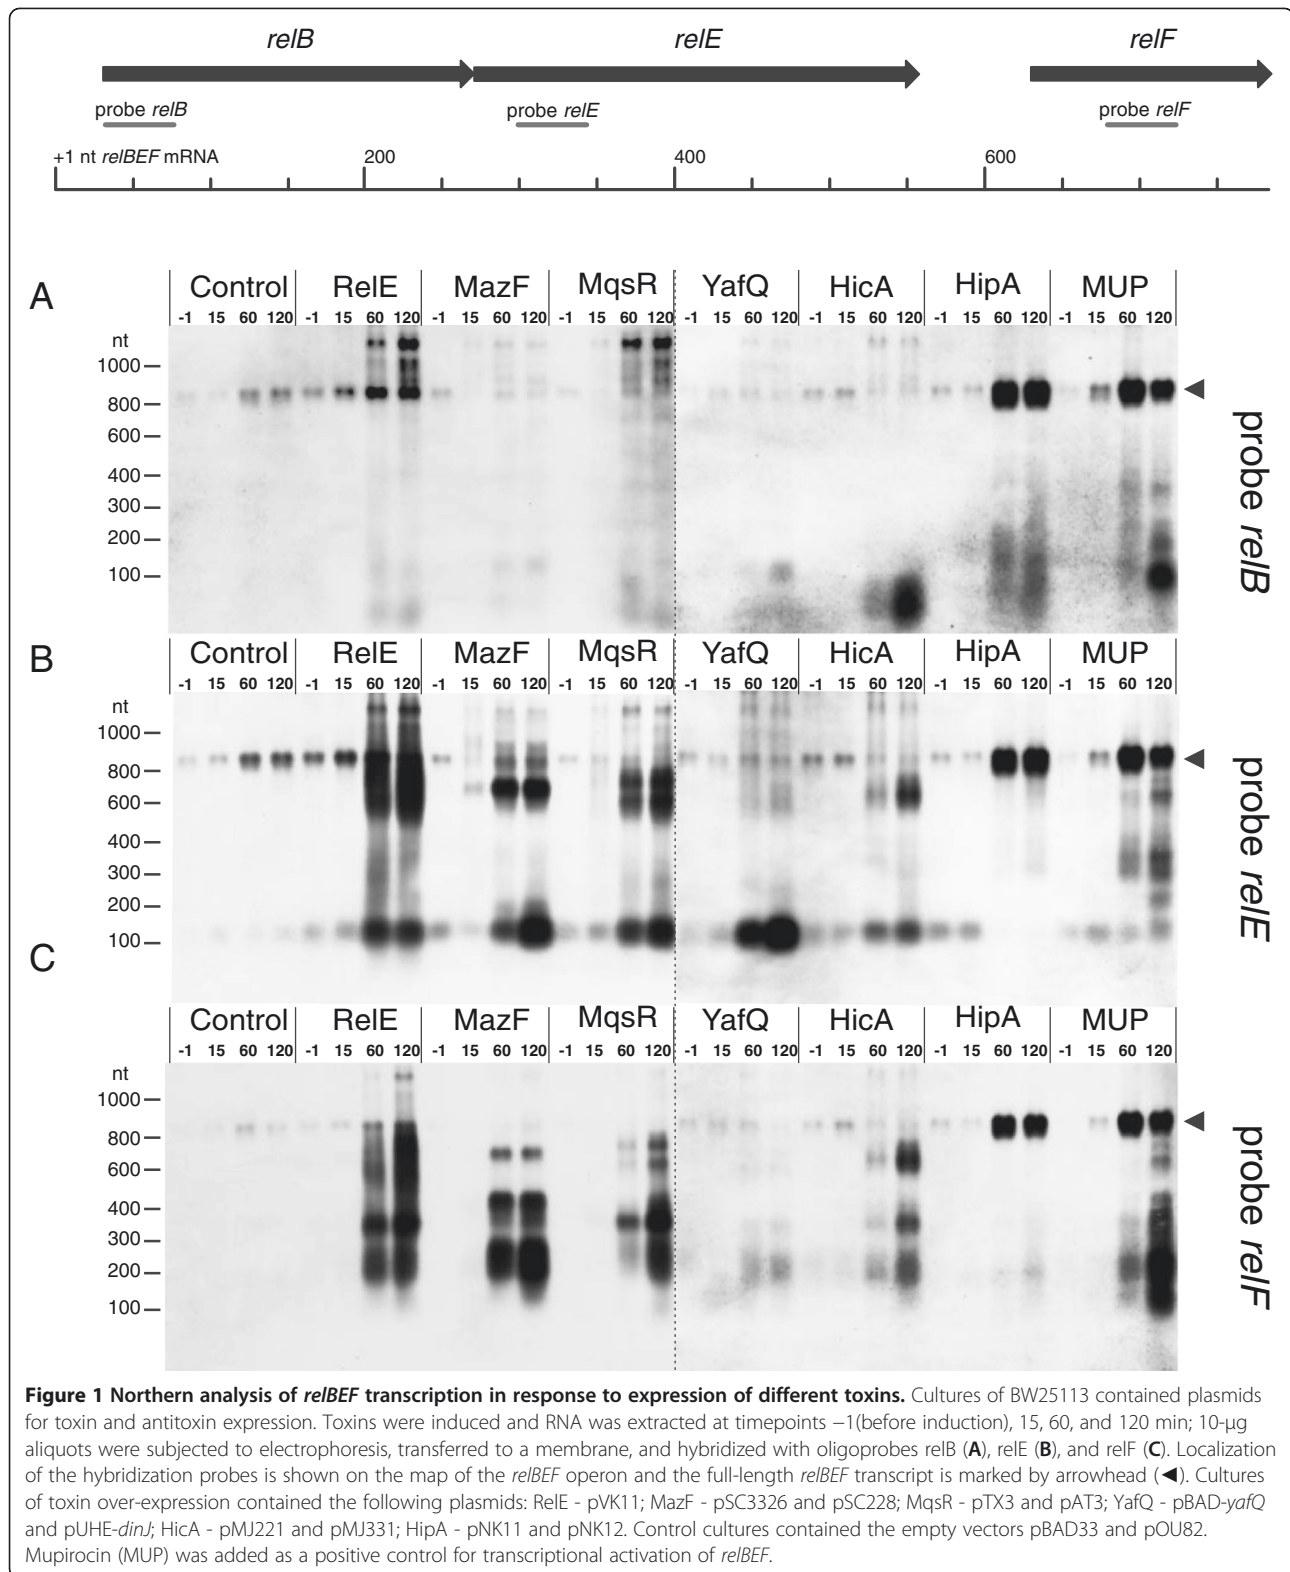 relB relE relF
probe relB probe relE probe relF
+1 nt relBEF mRNA 200 400 600
A
Control RelE MazF MqsR YafQ HicA HipA MUP
-1 15 60 120 -1 15 60 120 -1 15 60 120 -1 15 60 120 -1 15 60 120 -1 15 60 120 -1 15 60 120 -1 15 60 120
nt
1000
800
600
400
300
200
100
probe relB
B
Control RelE MazF MqsR YafQ HicA HipA MUP
-1 15 60 120 -1 15 60 120 -1 15 60 120 -1 15 60 120 -1 15 60 120 -1 15 60 120 -1 15 60 120 -1 15 60 120
nt
1000
800
600
400
300
200
100
probe relE
C
Control RelE MazF MqsR YafQ HicA HipA MUP
-1 15 60 120 -1 15 60 120 -1 15 60 120 -1 15 60 120 -1 15 60 120 -1 15 60 120 -1 15 60 120 -1 15 60 120
nt
1000
800
600
400
300
200
100
probe relF
Figure 1 Northern analysis of relBEF transcription in response to expression of different toxins. Cultures of BW25113 contained plasmids
for toxin and antitoxin expression. Toxins were induced and RNA was extracted at timepoints −1(before induction), 15, 60, and 120 min; 10-μg
aliquots were subjected to electrophoresis, transferred to a membrane, and hybridized with oligoprobes relB (A), relE (B), and relF (C). Localization
of the hybridization probes is shown on the map of the relBEF operon and the full-length relBEF transcript is marked by arrowhead (◄). Cultures
of toxin over-expression contained the following plasmids: RelE - pVK11; MazF - pSC3326 and pSC228; MqsR - pTX3 and pAT3; YafQ - pBAD-yafQ
and pUHE-dinJ; HicA - pMJ221 and pMJ331; HipA - pNK11 and pNK12. Control cultures contained the empty vectors pBAD33 and pOU82.
Mupirocin (MUP) was added as a positive control for transcriptional activation of relBEF.